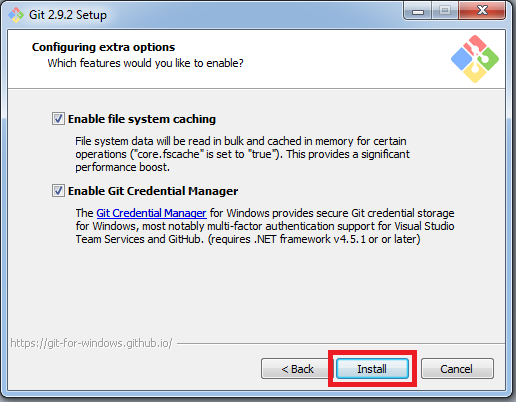 Git 2.9.2 Setup
Configuring extra options
Which features would you like to enable?
Enable file system caching
File system data will be read in bulk and cached in memory for certain
operations ("core.fscache" is set to "true"). This provides a significant
performance boost.
Enable Git Credential Manager
The Git Credential Manager for Windows provides secure Git credential storage
for Windows, most notably multi-factor authentication support for Visual Studio
Team Services and GitHub. (requires .NET framework v4.5.1 or or later)
https://git-for-windows.github.io/
< Back Install Cancel